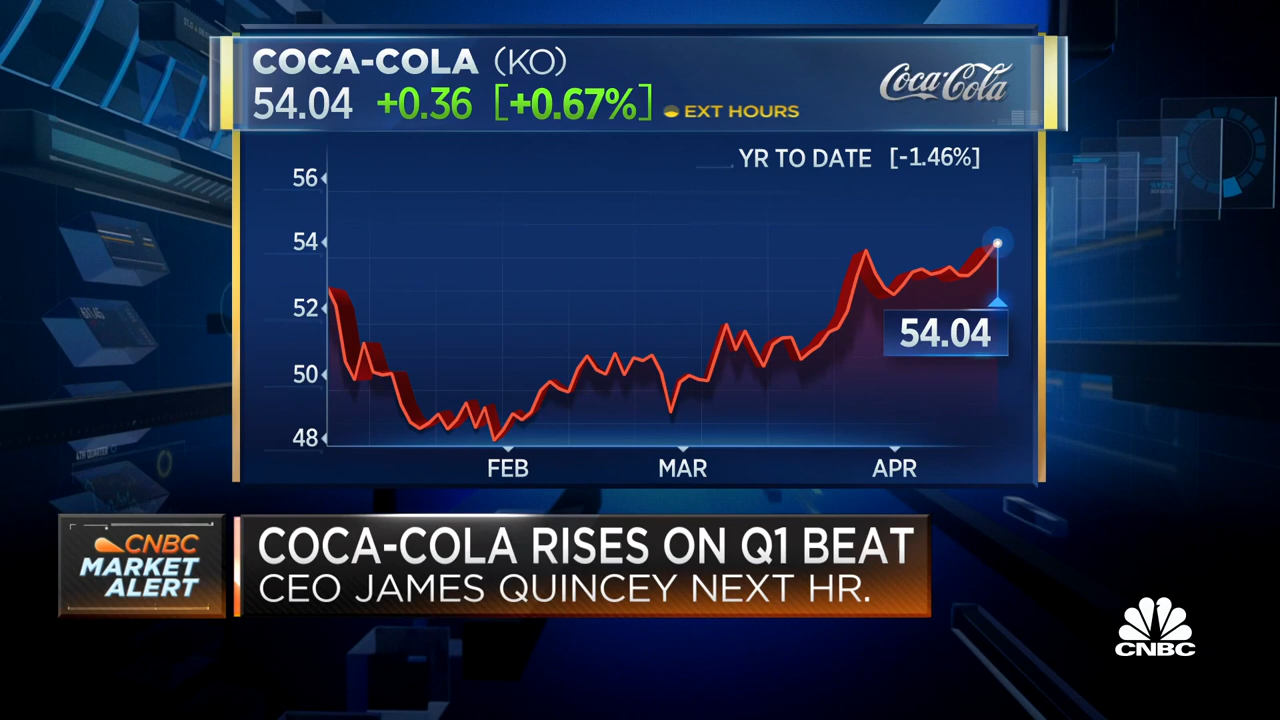 COCA-COLA (KO)
54.04 +0.36 [+0.67%] EXT HOURS
Coca-Cola
YR TO DATE [-1.46%]
56
54
52
50
48
54.04
FEB MAR APR
4TH QUARTER
CNBC
MARKET
ALERT
COCA-COLA RISES ON Q1 BEAT
CEO JAMES QUINCEY NEXT HR.
CNBC